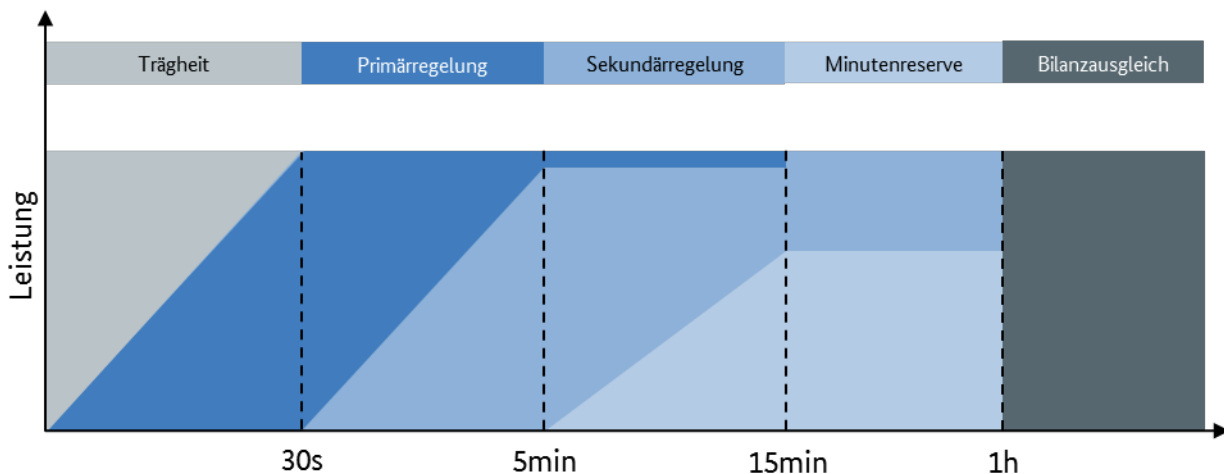 Trägheit
Primärregelung
Sekundärregelung
Minutenreserve
Bilanzausgleich
Leistung
30s
5min
15min
1h